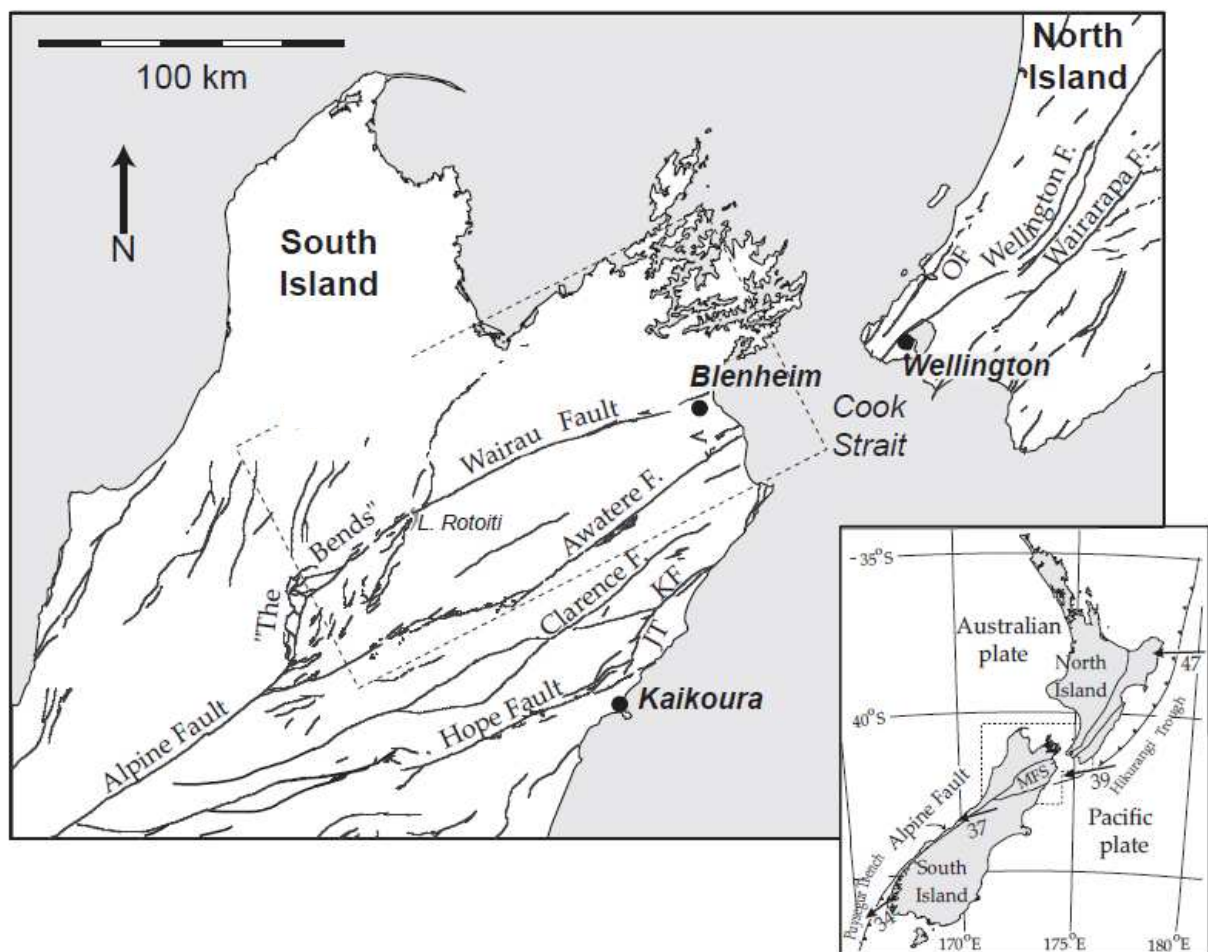 100 km
N
South
Island
North
Island
OF
Wellington F.
Wairarapa F.
Wellington
Blenheim
Cook
Strait
Wairau Fault
"The Bends"
L. Rotoiti
Awatere F.
Clarence F.
KF
JT
Hope Fault
Kaikoura
Alpine Fault
-35°S
Australian
plate
North
Island
47
40°S
Hikurangi Trough
MFS
39
Alpine Fault
37
Pacific
plate
South
Island
Puysegur Trench
34
170°E
175°E
180°E